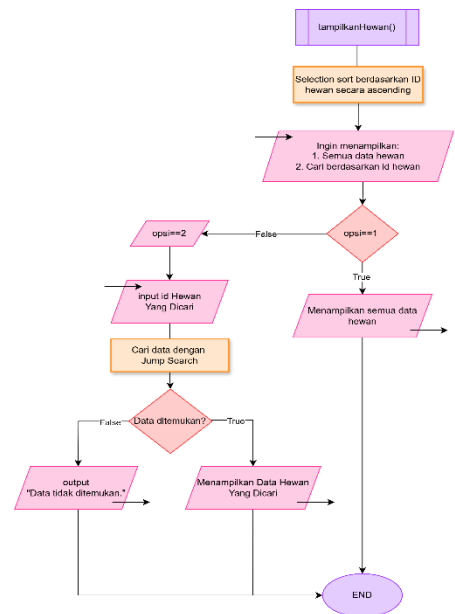 tampilkanHewan()
Selection sort berdasarkan ID
hewan secara ascending
Ingin menampilkan:
1. Semua data hewan
2. Cari berdasarkan Id hewan
opsi==2
False
opsi==1
True
input id Hewan
Yang Dicari
Menampilkan semua data
hewan
Cari data dengan
Jump Search
False
Data ditemukan?
True
output
"Data tidak ditemukan."
Menampilkan Data Hewan
Yang Dicari
END